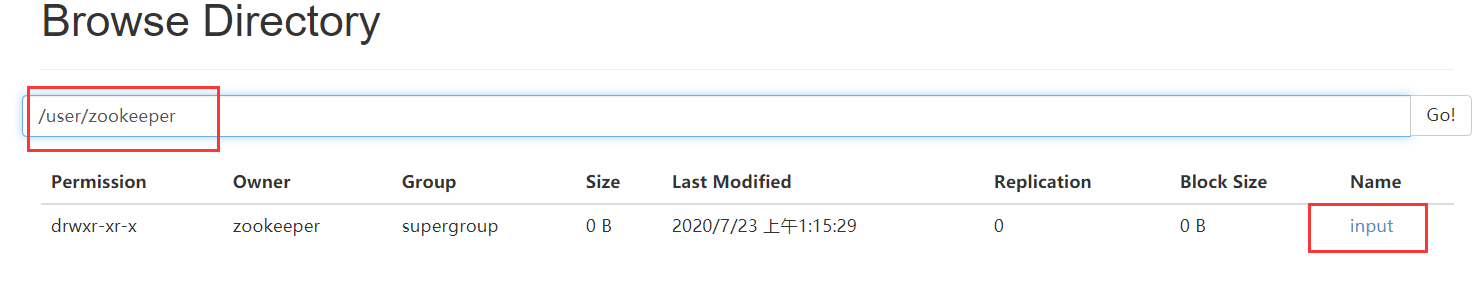 Browse Directory
/user/zookeeper Go!
Permission Owner Group Size Last Modified Replication Block Size Name
drwxr-xr-x zookeeper supergroup 0 B 2020/7/23 上午1:15:29 0 0 B input